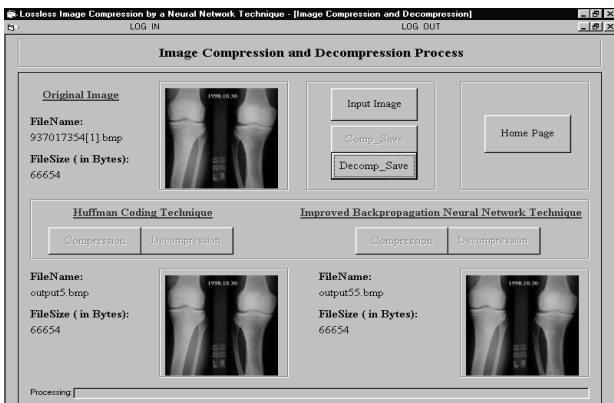 Lossless Image Compression by a Neural Network Technique - [Image Compression and Decompression]
LOG IN LOG OUT
Image Compression and Decompression Process
Original Image
FileName:
937017354[1].bmp
FileSize ( in Bytes):
66654
1998.10.30
Input Image
Comp_Save
Decomp_Save
Home Page
Huffman Coding Technique
Compression Decompression
Improved Backpropagation Neural Network Technique
Compression Decompression
FileName:
output5.bmp
FileSize ( in Bytes):
66654
1998.10.30
FileName:
output55.bmp
FileSize ( in Bytes):
66654
1998.10.30
Processing: